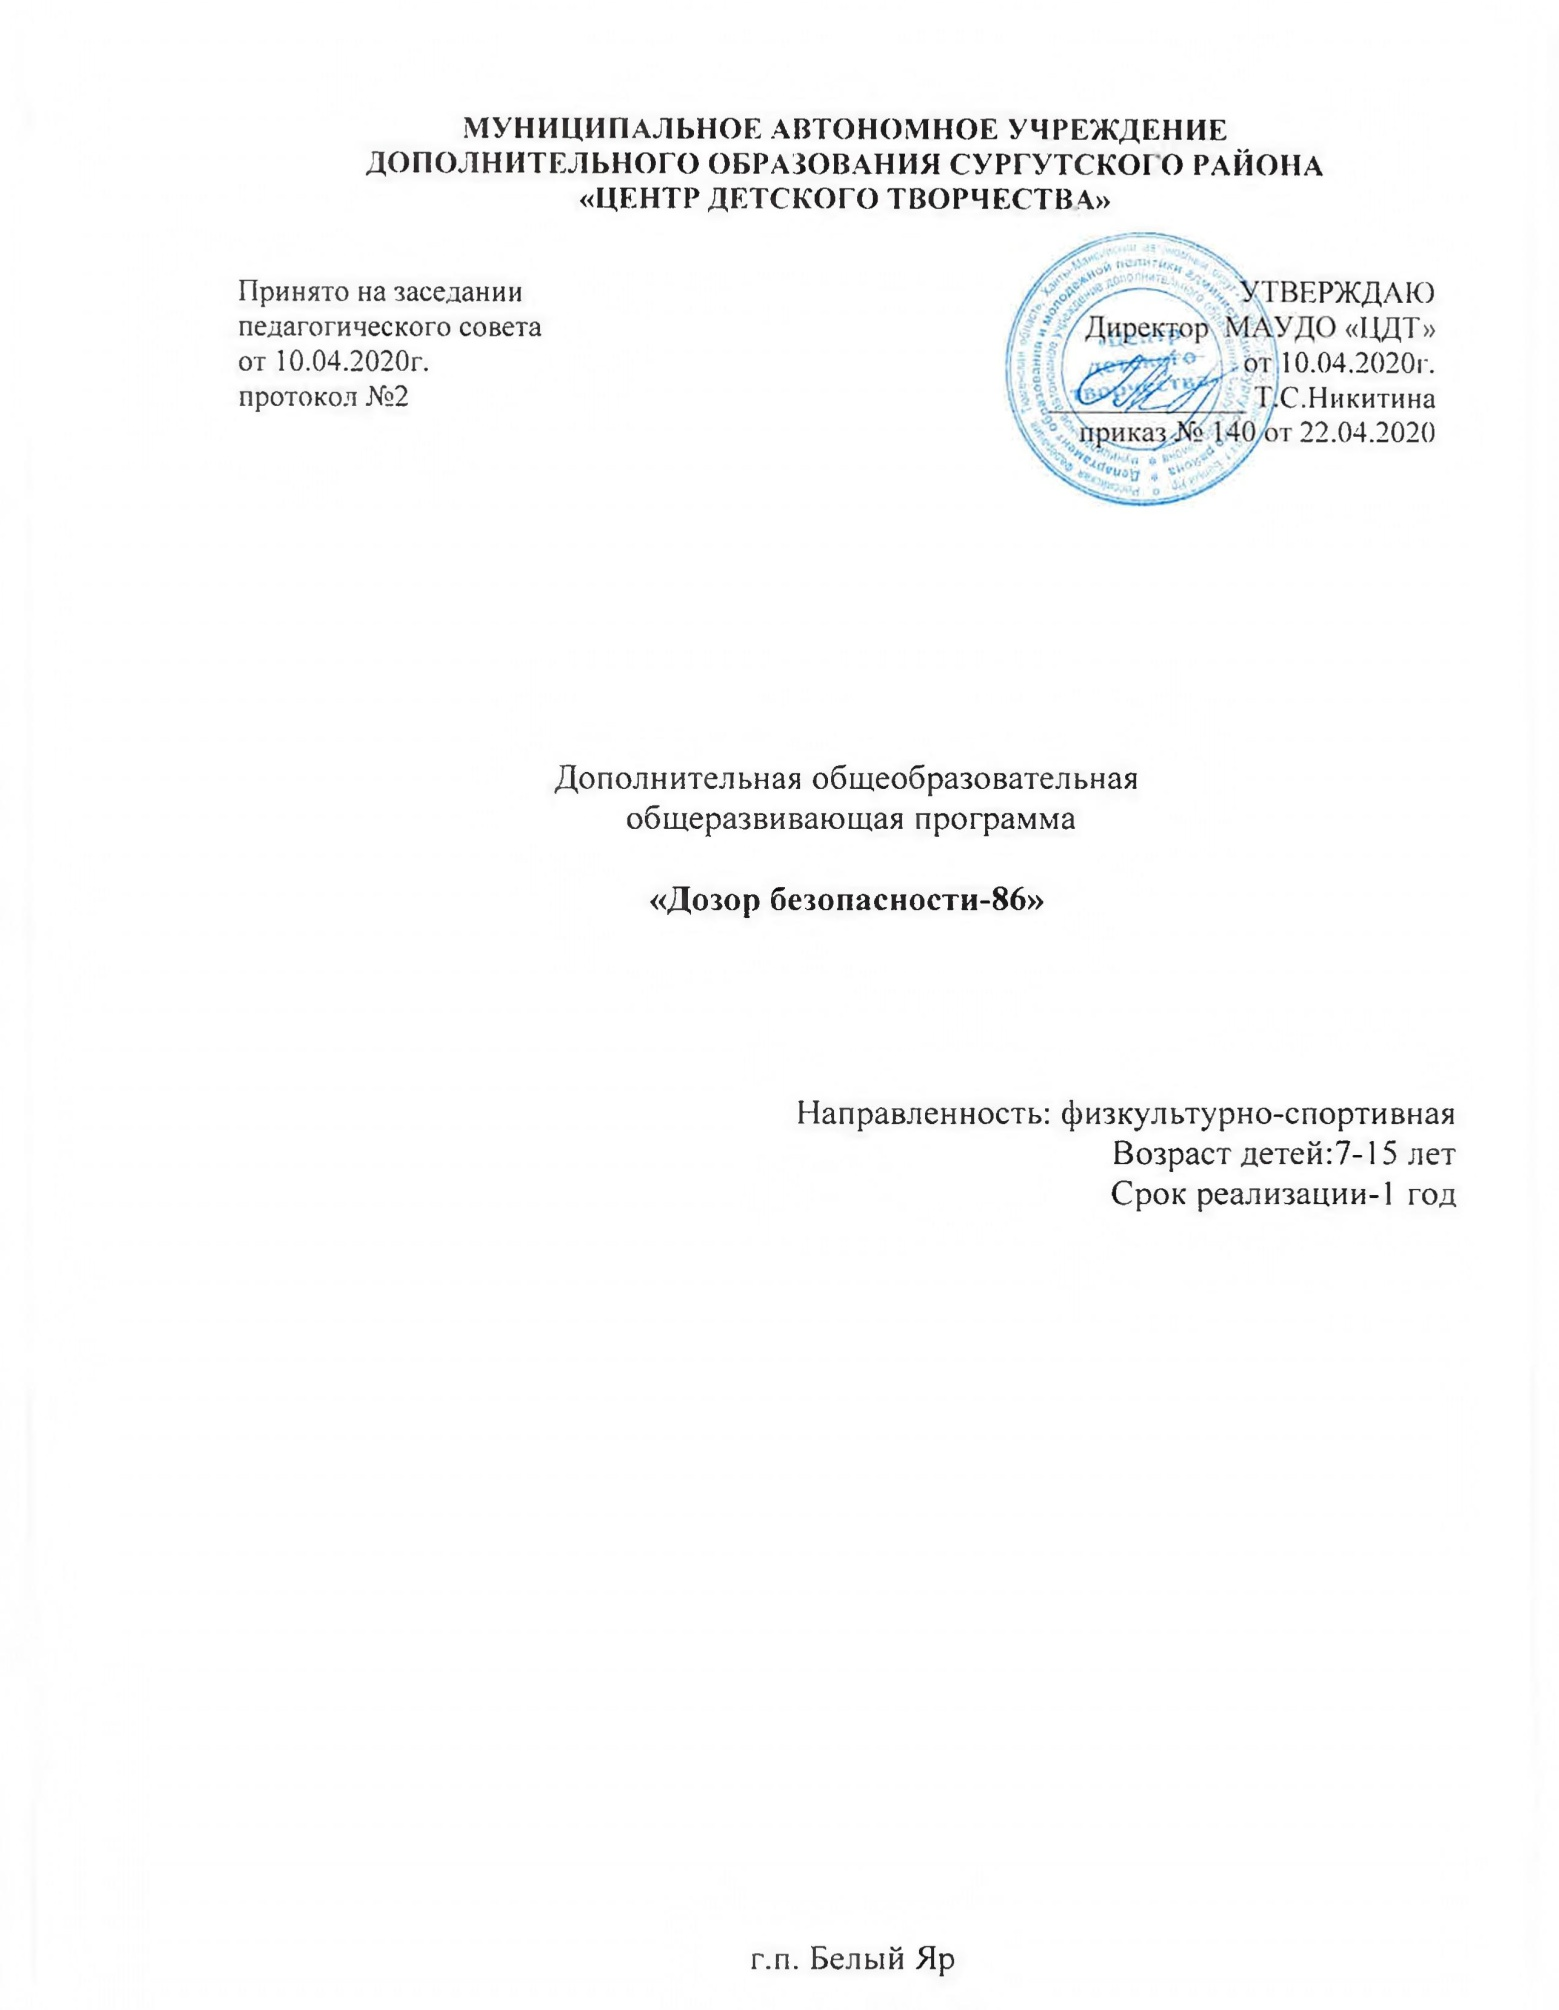 МУНИЦИПАЛЬНОЕ АВТОНОМНОЕ УЧРЕЖДЕНИЕ
ДОПОЛНИТЕЛЬНОГО ОБРАЗОВАНИЯ СУРГУТСКОГО РАЙОНА
«ЦЕНТР ДЕТСКОГО ТВОРЧЕСТВА»
Принято на заседании
педагогического совета
от 10.04.2020г.
протокол №2
УТВЕРЖДАЮ
Директор МАУДО «ЦДТ»
от 10.04.2020г.
Т.С.Никитина
приказ № 140 от 22.04.2020
«Центр
детского
творчества»
Дополнительная общеобразовательная
общеразвивающая программа
«Дозор безопасности-86»
Направленность: физкультурно-спортивная
Возраст детей:7-15 лет
Срок реализации-1 год
г.п. Белый Яр